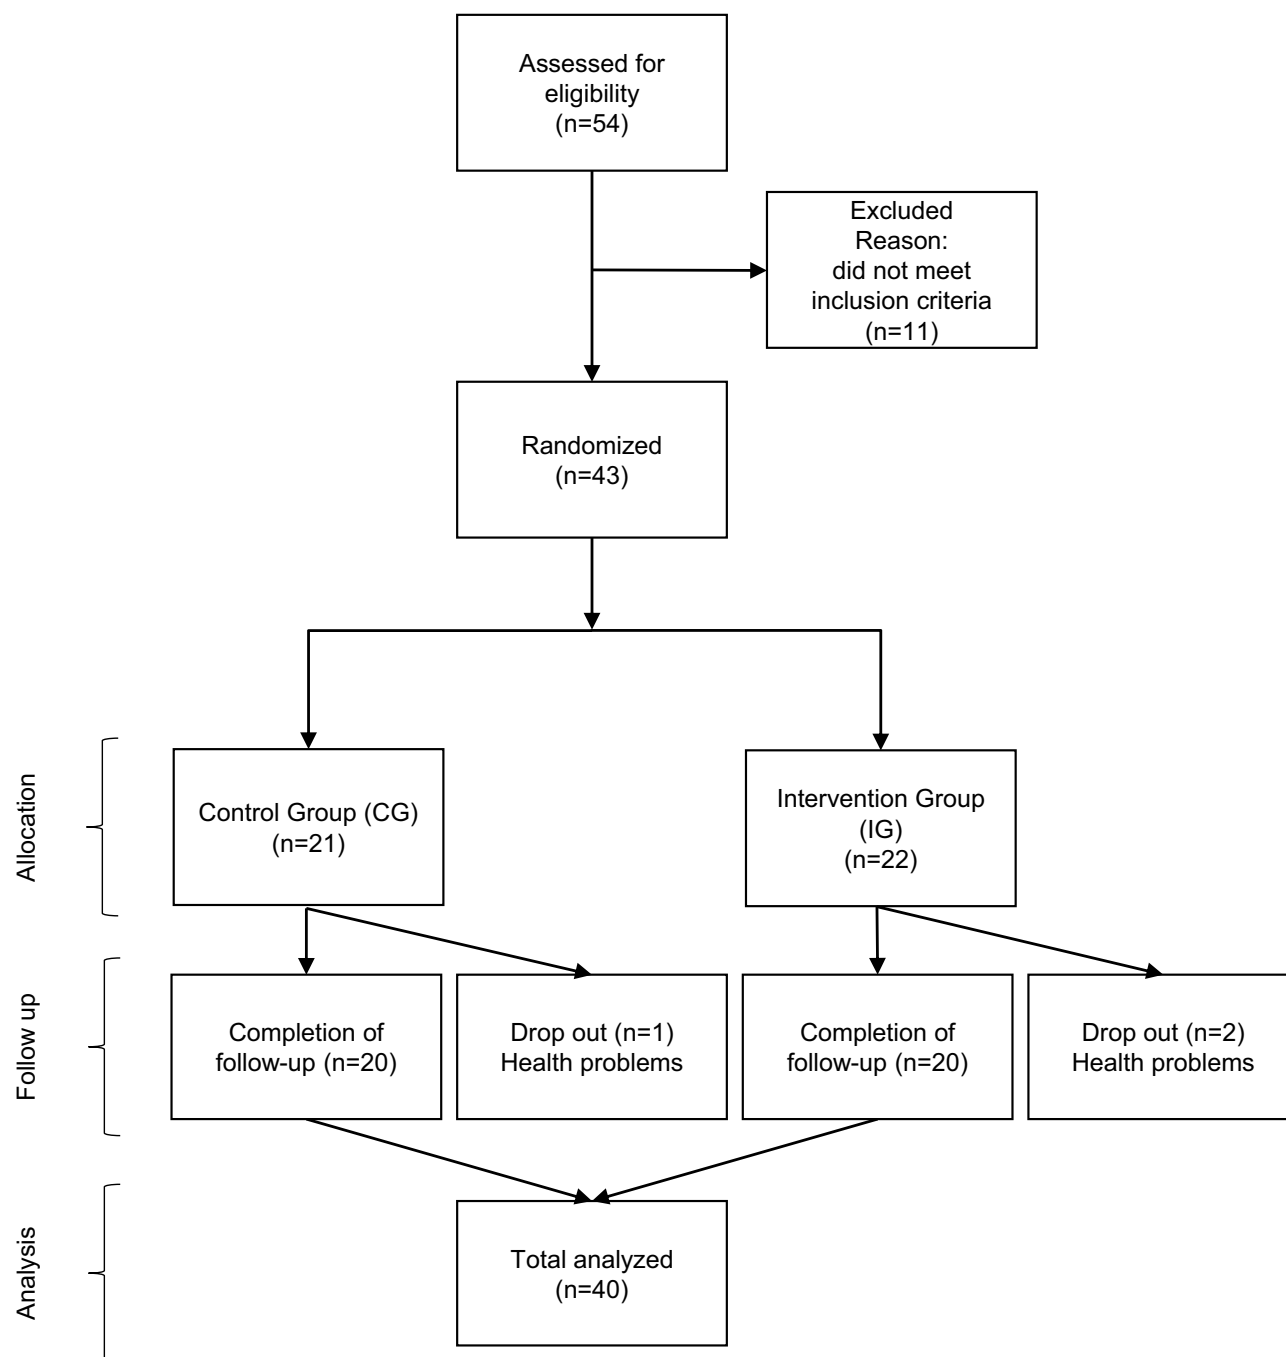 Assessed for
eligibility
(n=54)
Excluded
Reason:
did not meet
inclusion criteria
(n=11)
Randomized
(n=43)
Allocation
Control Group (CG)
(n=21)
Intervention Group
(IG)
(n=22)
Follow up
Completion of
follow-up (n=20)
Drop out (n=1)
Health problems
Completion of
follow-up (n=20)
Drop out (n=2)
Health problems
Analysis
Total analyzed
(n=40)